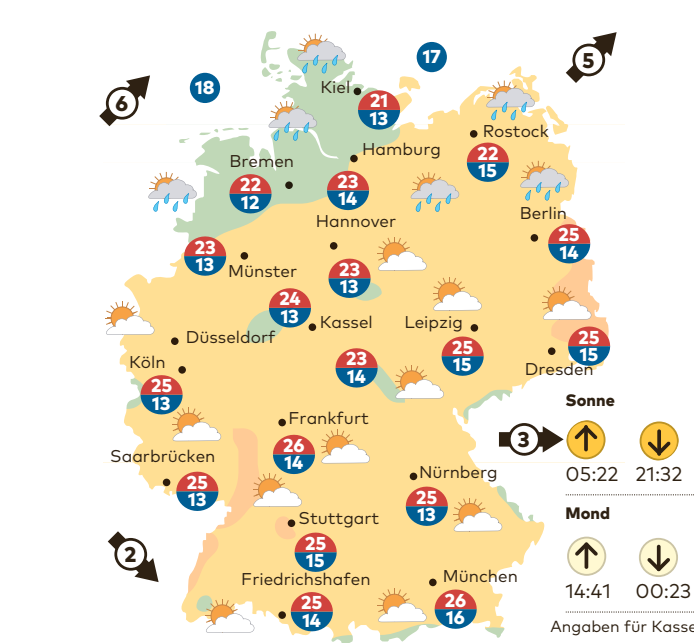 17
5
18
6
Kiel
21
13
Rostock
22
15
Hamburg
23
14
Bremen
22
12
Hannover
23
13
Berlin
25
14
23
13
Münster
24
13
Kassel
Leipzig
25
15
Düsseldorf
Köln
25
13
23
14
25
15
Dresden
Sonne
3
05:22 21:32
Frankfurt
26
14
Saarbrücken
25
13
Nürnberg
25
13
Mond
14:41 00:23
Stuttgart
25
15
2
Friedrichshafen
25
14
München
26
16
Angaben für Kasse